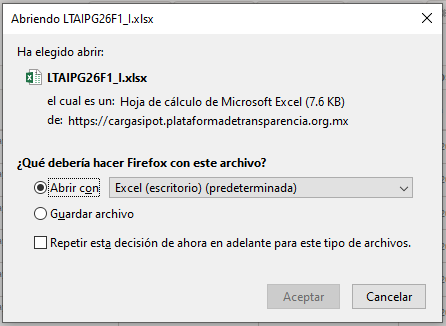 Abriendo LTAIPG26F1_I.xlsx
Ha elegido abrir:
LTAIPG26F1_I.xlsx
el cual es un: Hoja de cálculo de Microsoft Excel (7.6 KB)
de: https://cargasipot.plataformadetransparencia.org.mx
¿Qué debería hacer Firefox con este archivo?
Abrir con Excel (escritorio) (predeterminada)
Guardar archivo
Repetir esta decisión de ahora en adelante para este tipo de archivos.
Aceptar Cancelar